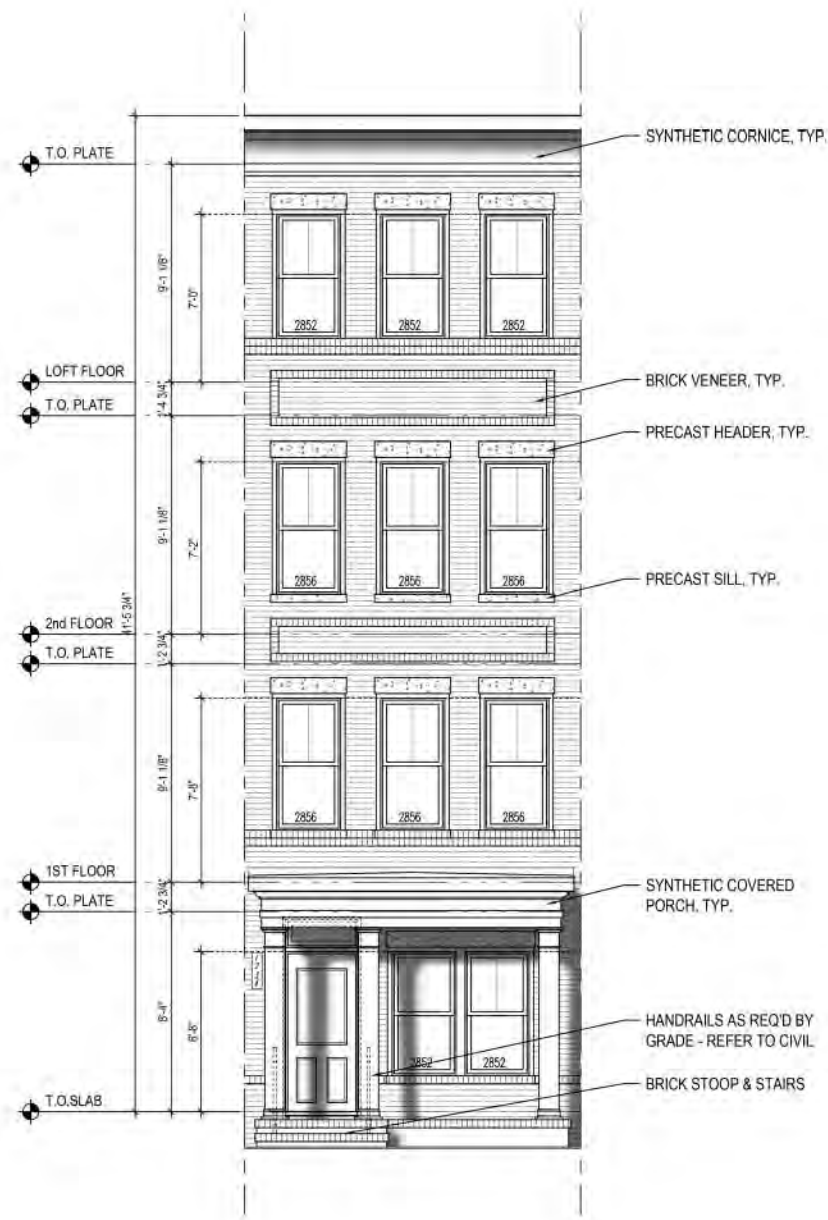 SYNTHETIC CORNICE, TYP.
T.O. PLATE
9'-1 1/8"
7'-0"
2852 2852 2852
LOFT FLOOR
BRICK VENEER, TYP.
1'-4 3/4"
T.O. PLATE
PRECAST HEADER, TYP.
9'-1 1/8"
7'-2"
2856 2856 2856
PRECAST SILL, TYP.
41'-5 3/4"
2nd FLOOR
1'-2 3/4"
T.O. PLATE
9'-1 1/8"
7'-8"
2856 2856 2856
1ST FLOOR
SYNTHETIC COVERED
PORCH, TYP.
1'-2 3/4"
T.O. PLATE
8'-4"
HANDRAILS AS REQ'D BY
GRADE - REFER TO CIVIL
2852 2852
BRICK STOOP & STAIRS
T.O.SLAB